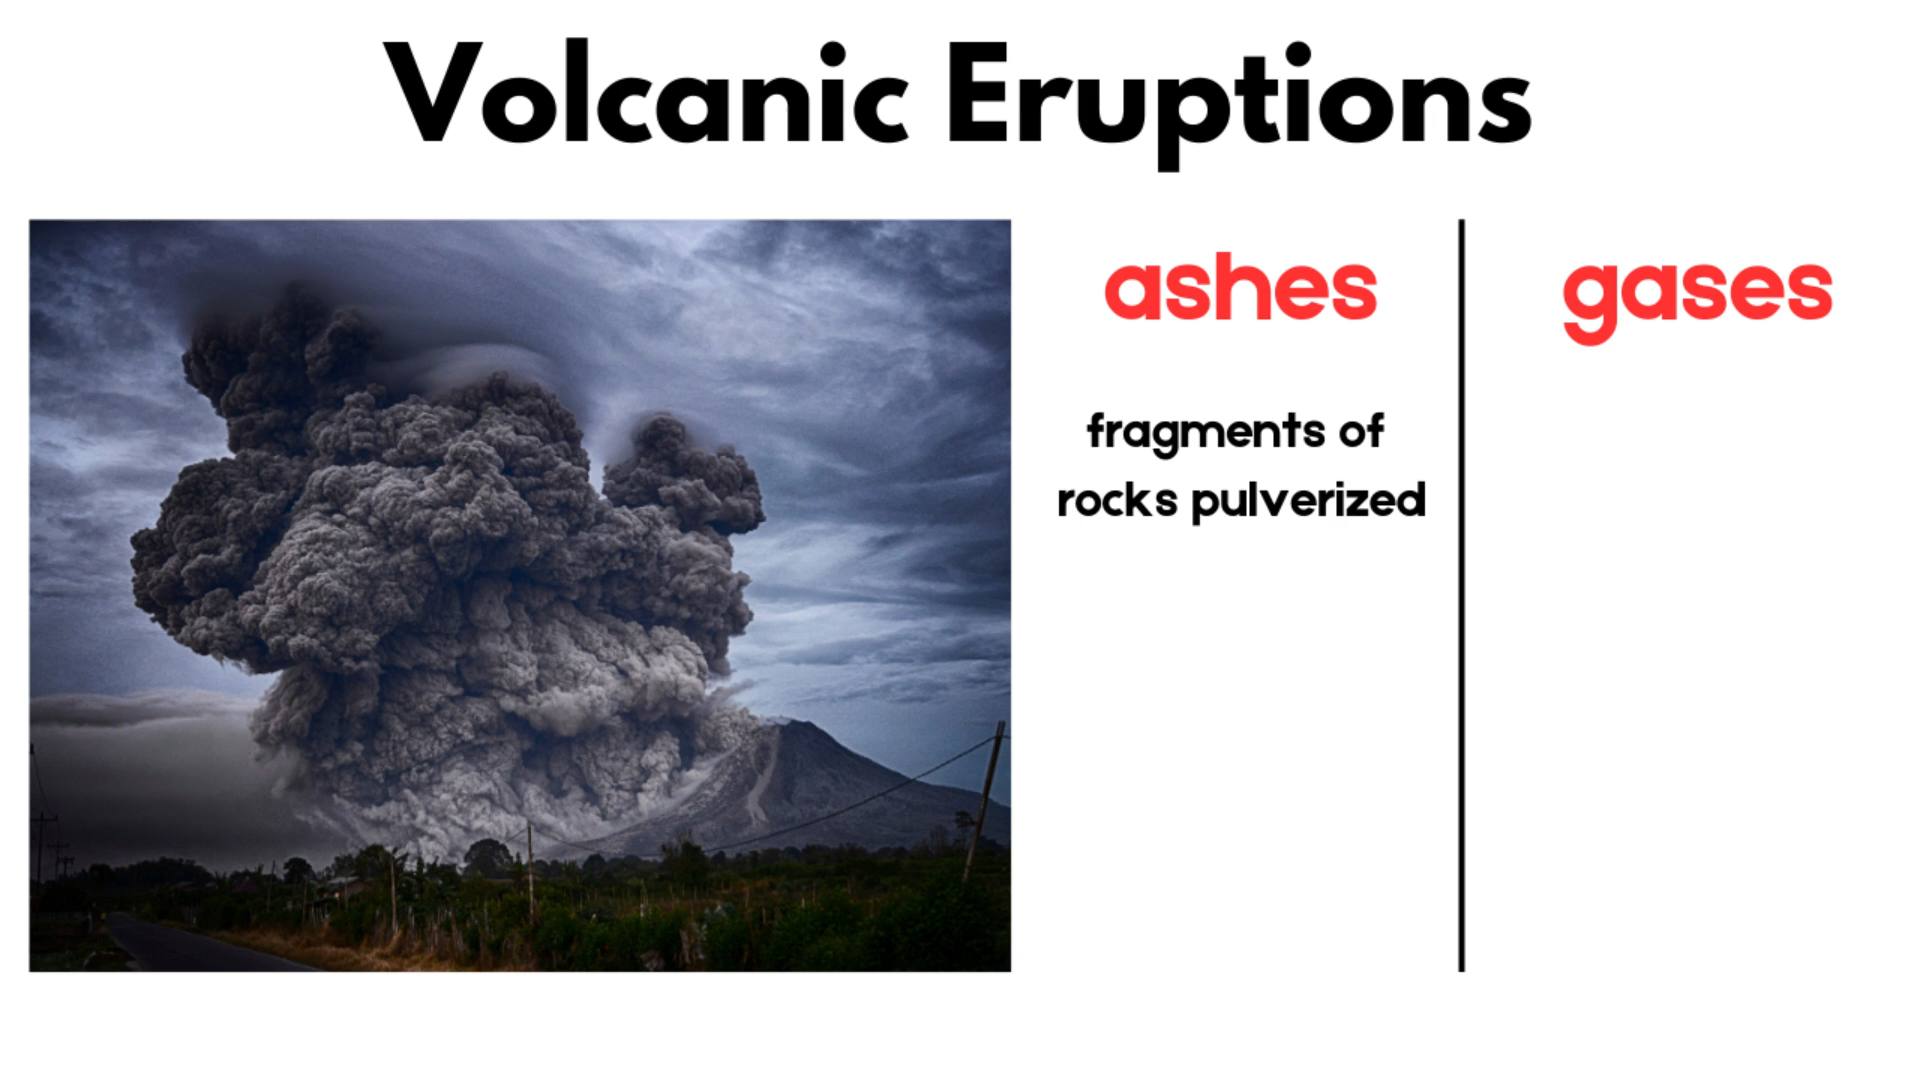 Volcanic Eruptions
ashes
fragments of
rocks pulverized
gases